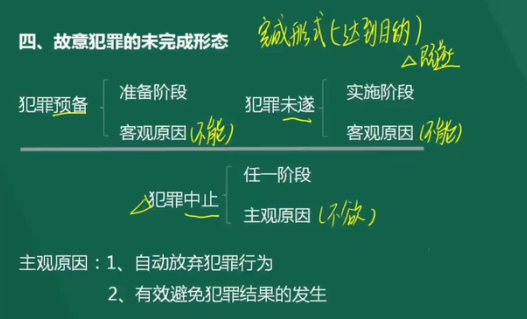 四、故意犯罪的未完成形态 完成形式(达到目的)
△既遂
准备阶段 实施阶段
犯罪预备 犯罪未遂
客观原因(不能) 客观原因(不能)
任一阶段
△犯罪中止
主观原因(不欲)
主观原因：1、自动放弃犯罪行为
2、有效避免犯罪结果的发生